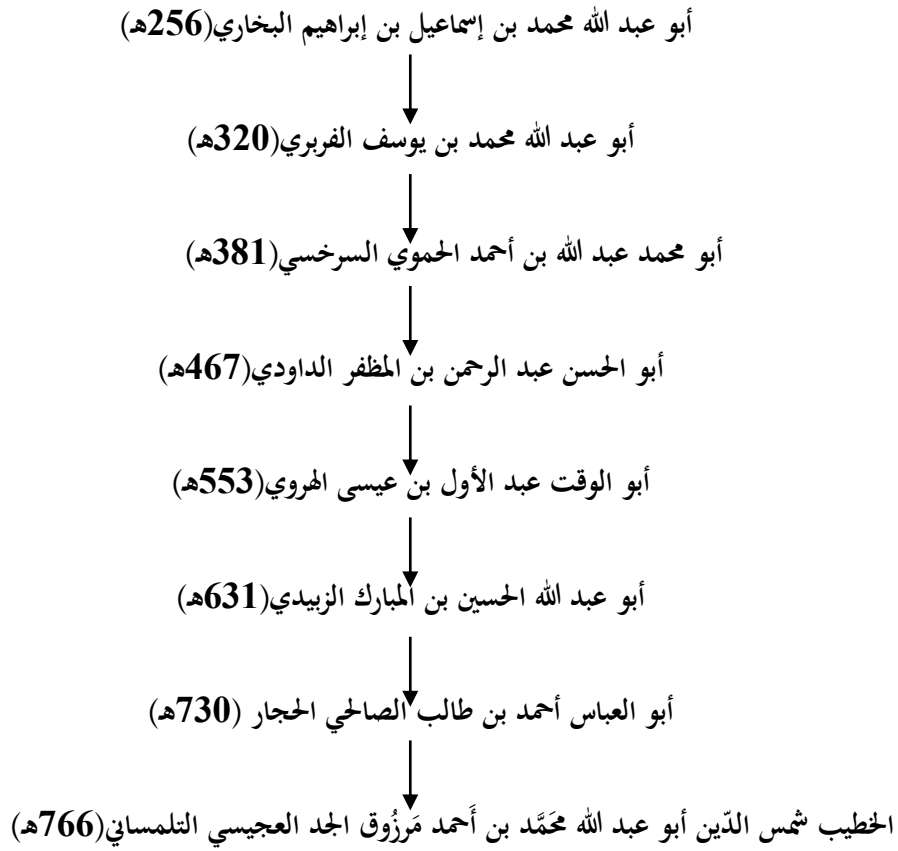 أبو عبد الله محمد بن إسماعيل بن إبراهيم البخاري(256هـ)
أبو عبد الله محمد بن يوسف الفربري(320هـ)
أبو محمد عبد الله بن أحمد الحموي السرخسي(381هـ)
أبو الحسن عبد الرحمن بن المظفر الداودي(467هـ)
أبو الوقت عبد الأول بن عيسى الهروي(553هـ)
أبو عبد الله الحسين بن المبارك الزبيدي(631هـ)
أبو العباس أحمد بن طالب الصالحي الحجار (730هـ)
الخطيب شمس الدّين أبو عبد الله محَمَّد بن أَحمد مَرزُوق الجد العجيسي التلمساني(766هـ)